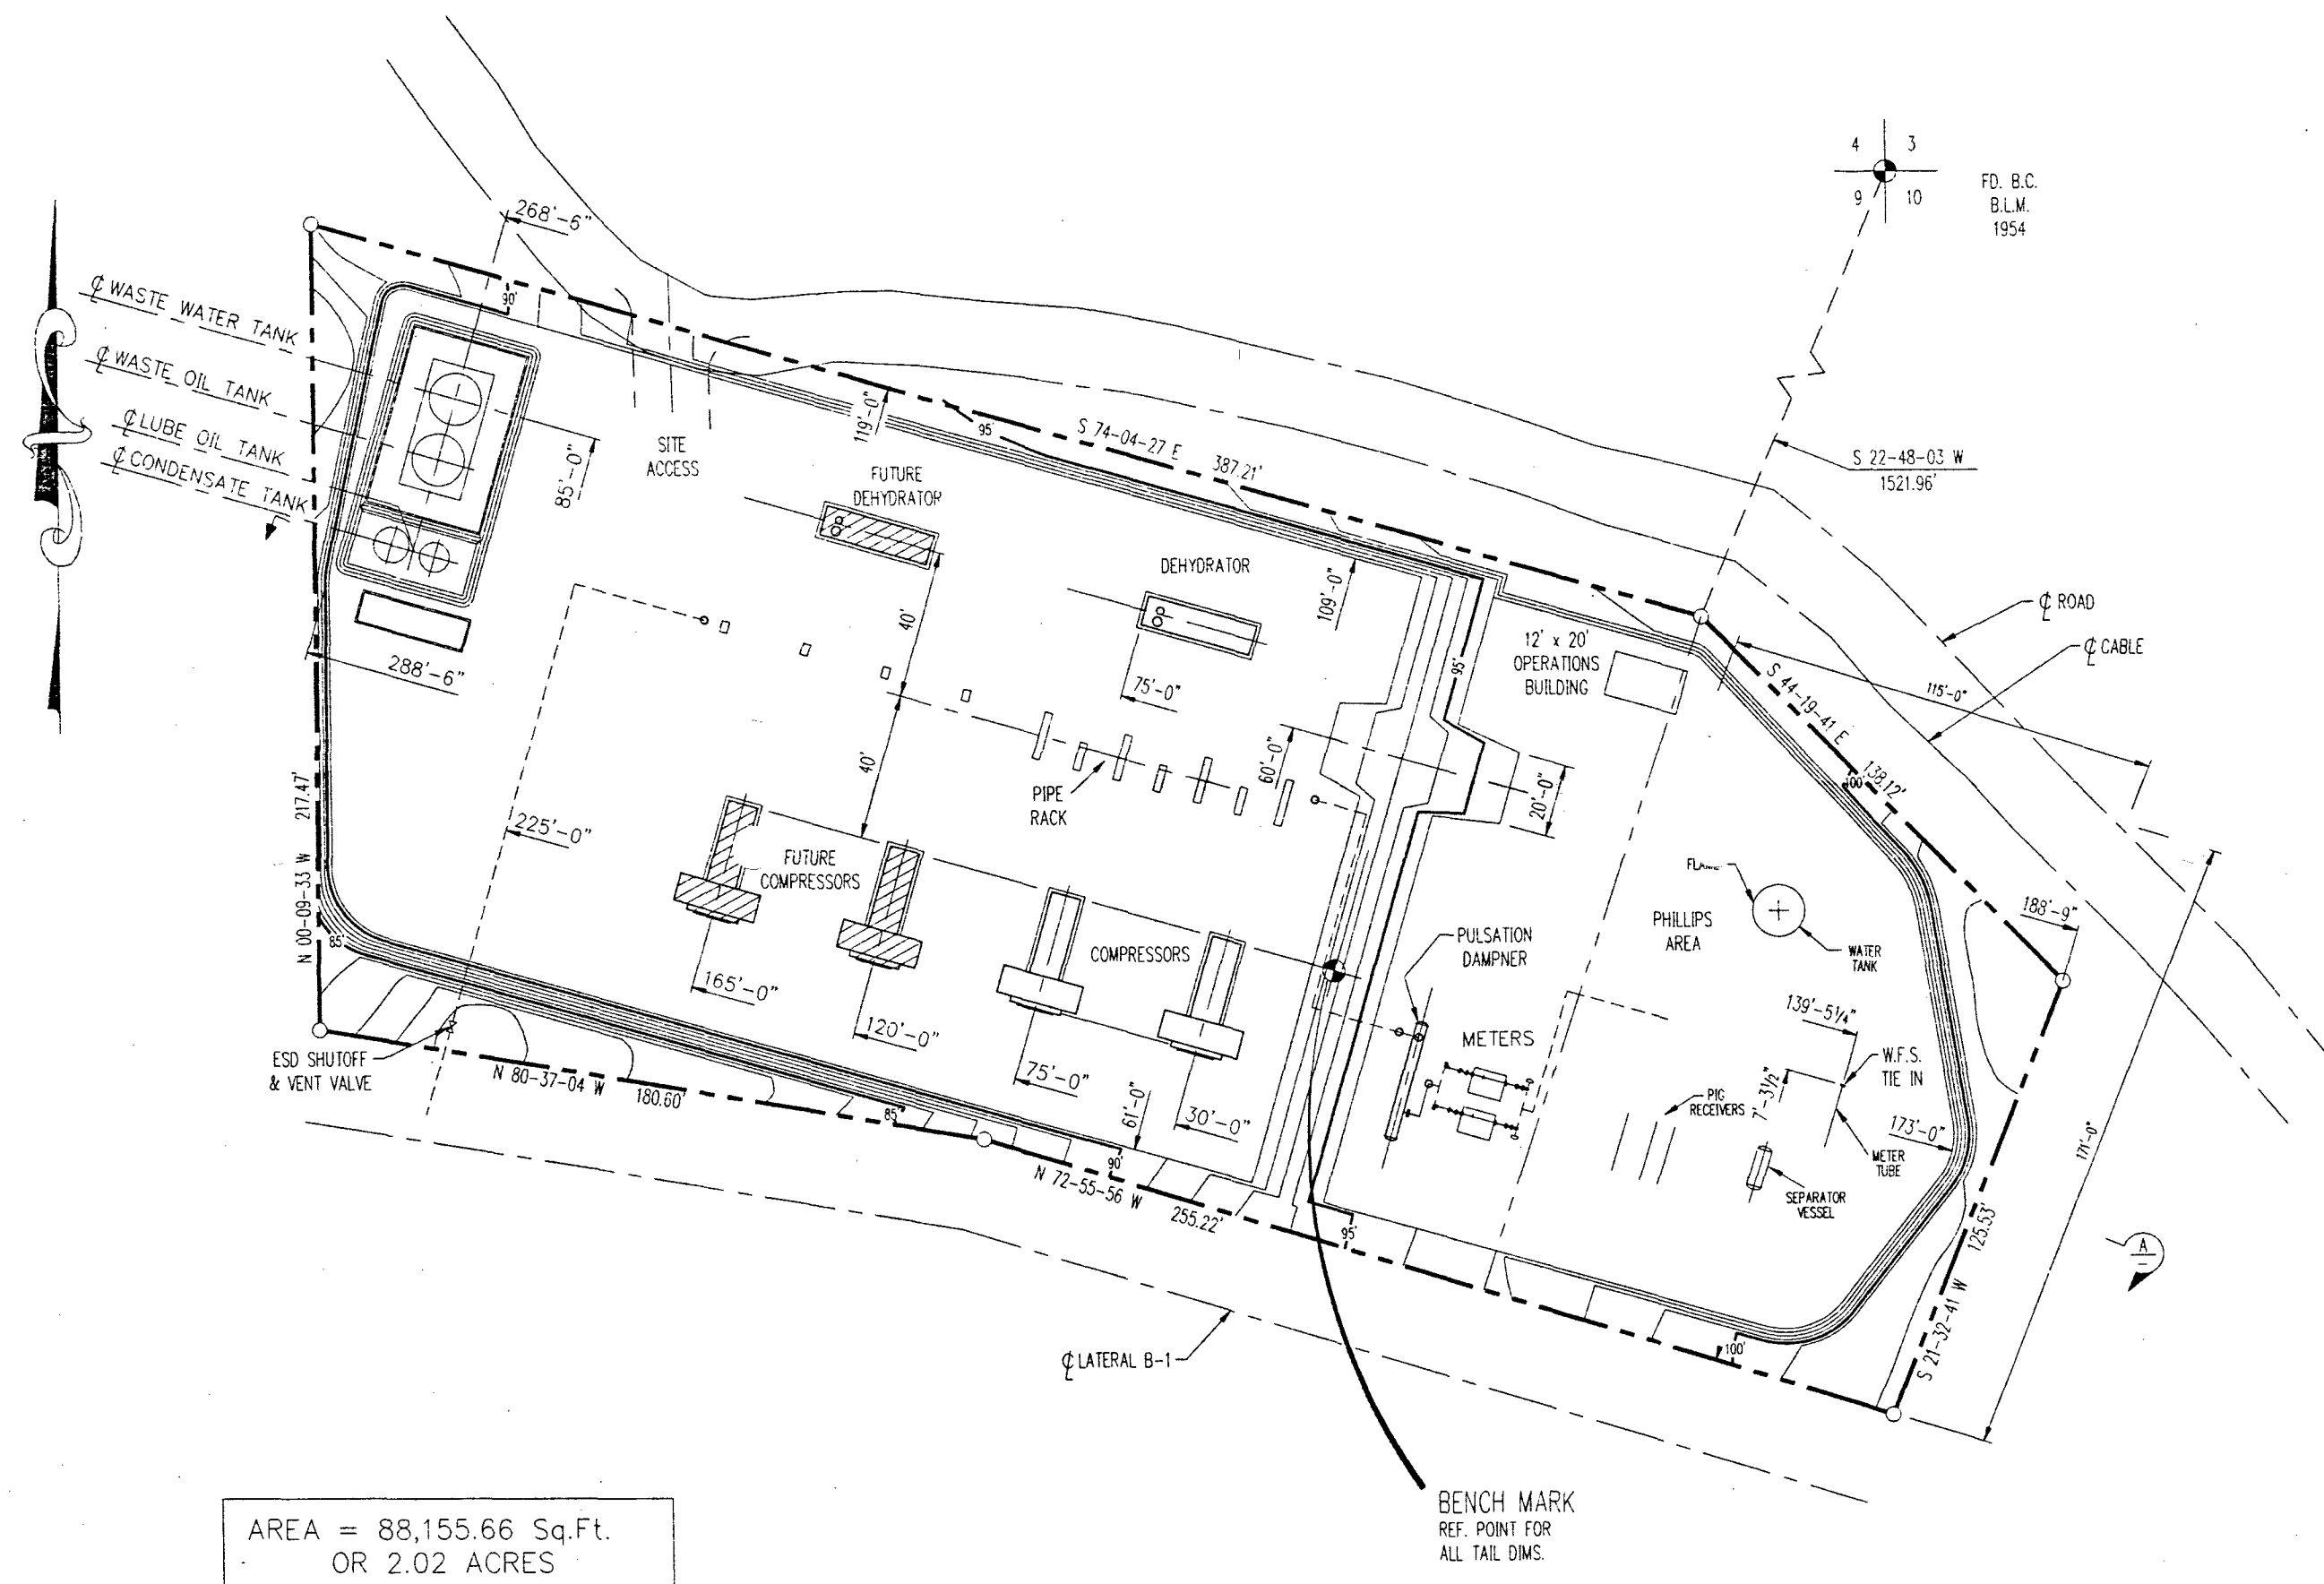 4 3
9 10
FD. B.C.
B.L.M.
1954
268'-6"
℄ WASTE WATER TANK
℄ WASTE OIL TANK
℄ LUBE OIL TANK
℄ CONDENSATE TANK
90'
SITE
ACCESS
85'-0"
119'-0"
95'
S 74-04-27 E
387.21'
S 22-48-03 W
1521.96'
FUTURE
DEHYDRATOR
DEHYDRATOR
109'-0"
95'
12' x 20'
OPERATIONS
BUILDING
℄ ROAD
℄ CABLE
S 44-19-41 E
138.12'
115'-0"
100'
288'-6"
40'
40'
75'-0"
60'-0"
20'-0"
PIPE
RACK
225'-0"
N 00-09-33 W
217.47'
85'
FUTURE
COMPRESSORS
COMPRESSORS
165'-0"
120'-0"
75'-0"
30'-0"
61'-0"
PULSATION
DAMPNER
METERS
PHILLIPS
AREA
WATER
TANK
188'-9"
139'-5¼"
7'-3½"
W.F.S.
TIE IN
PIG
RECEIVERS
173'-0"
METER
TUBE
SEPARATOR
VESSEL
171'-0"
ESD SHUTOFF
& VENT VALVE
N 80-37-04 W
180.60'
85'
90'
N 72-55-56 W
255.22'
95'
100'
S 21-32-41 W
125.53'
A
℄ LATERAL B-1
BENCH MARK
REF. POINT FOR
ALL TAIL DIMS.
AREA = 88,155.66 Sq.Ft.
OR 2.02 ACRES